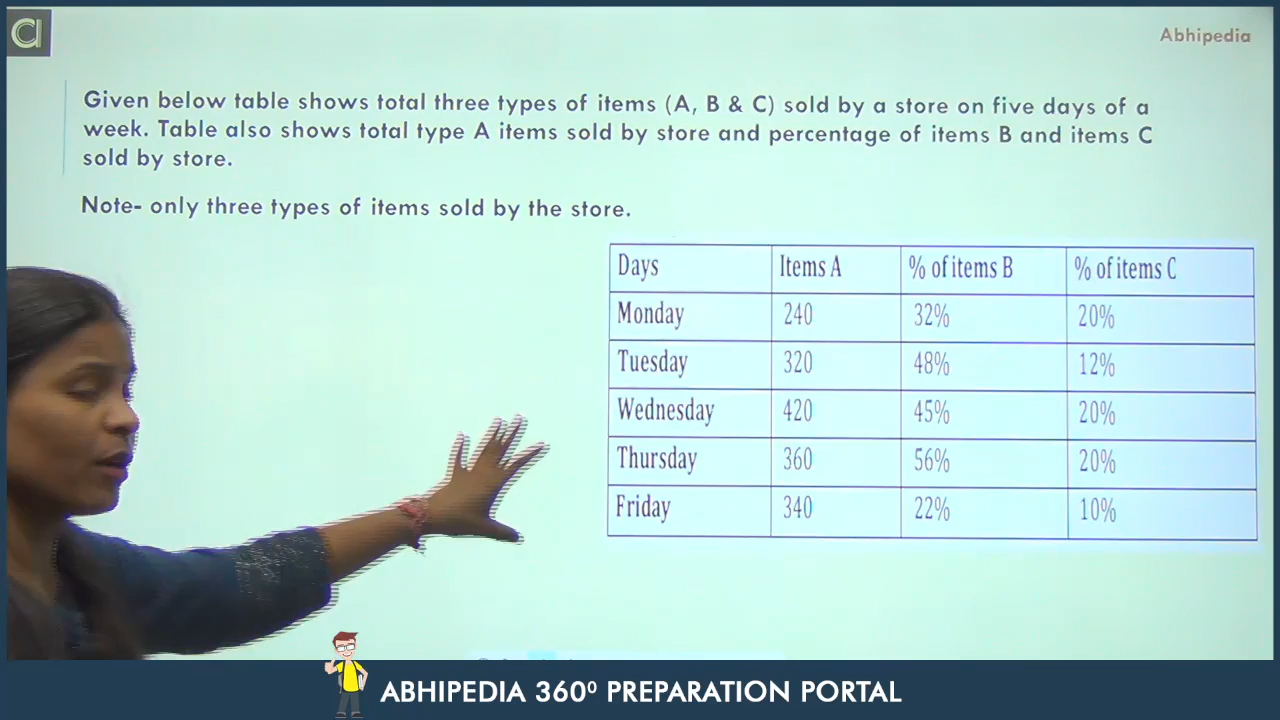 Abhipedia
Given below table shows total three types of items (A, B & C) sold by a store on five days of a
week. Table also shows total type A items sold by store and percentage of items B and items C
sold by store.
Note- only three types of items sold by the store.
Days Items A % of items B % of items C
Monday 240 32% 20%
Tuesday 320 48% 12%
Wednesday 420 45% 20%
Thursday 360 56% 20%
Friday 340 22% 10%
ABHIPEDIA 360⁰ PREPARATION PORTAL